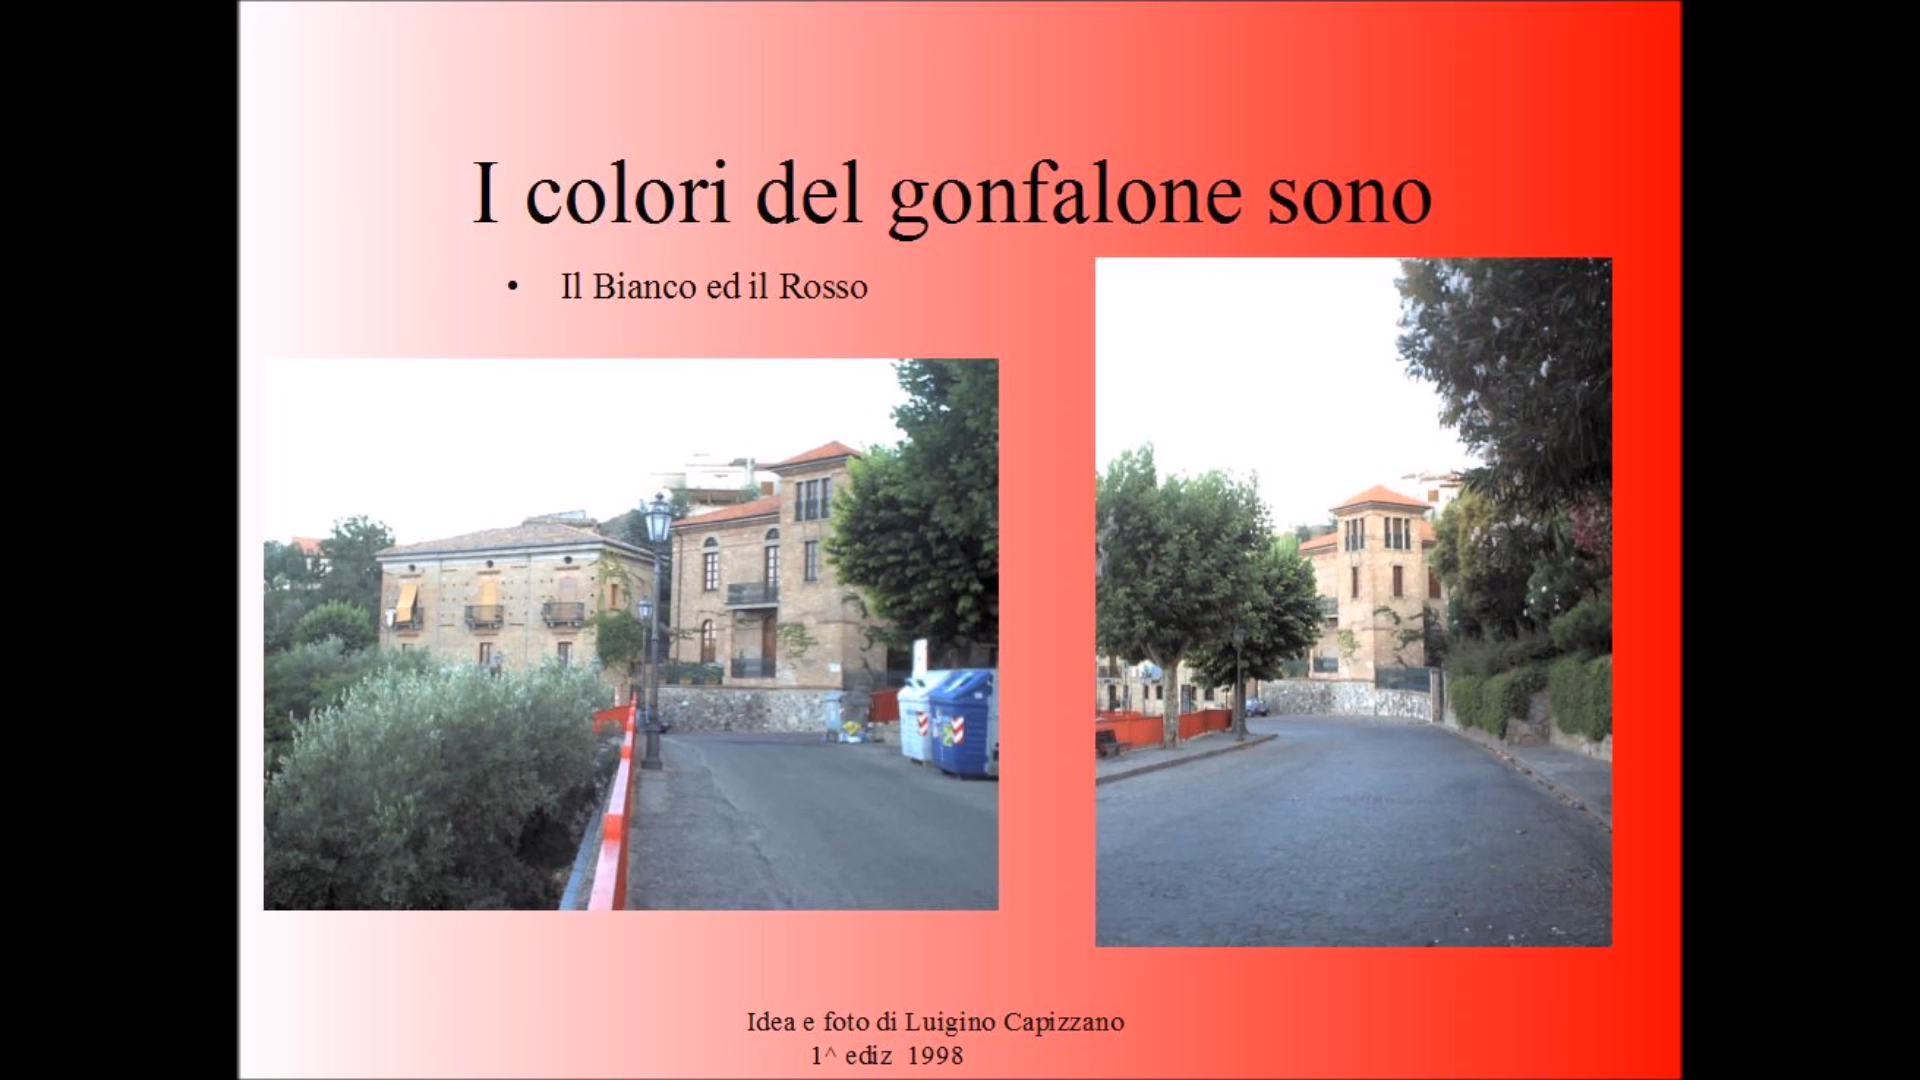 I colori del gonfalone sono
• Il Bianco ed il Rosso
Idea e foto di Luigino Capizzano
1^ ediz 1998